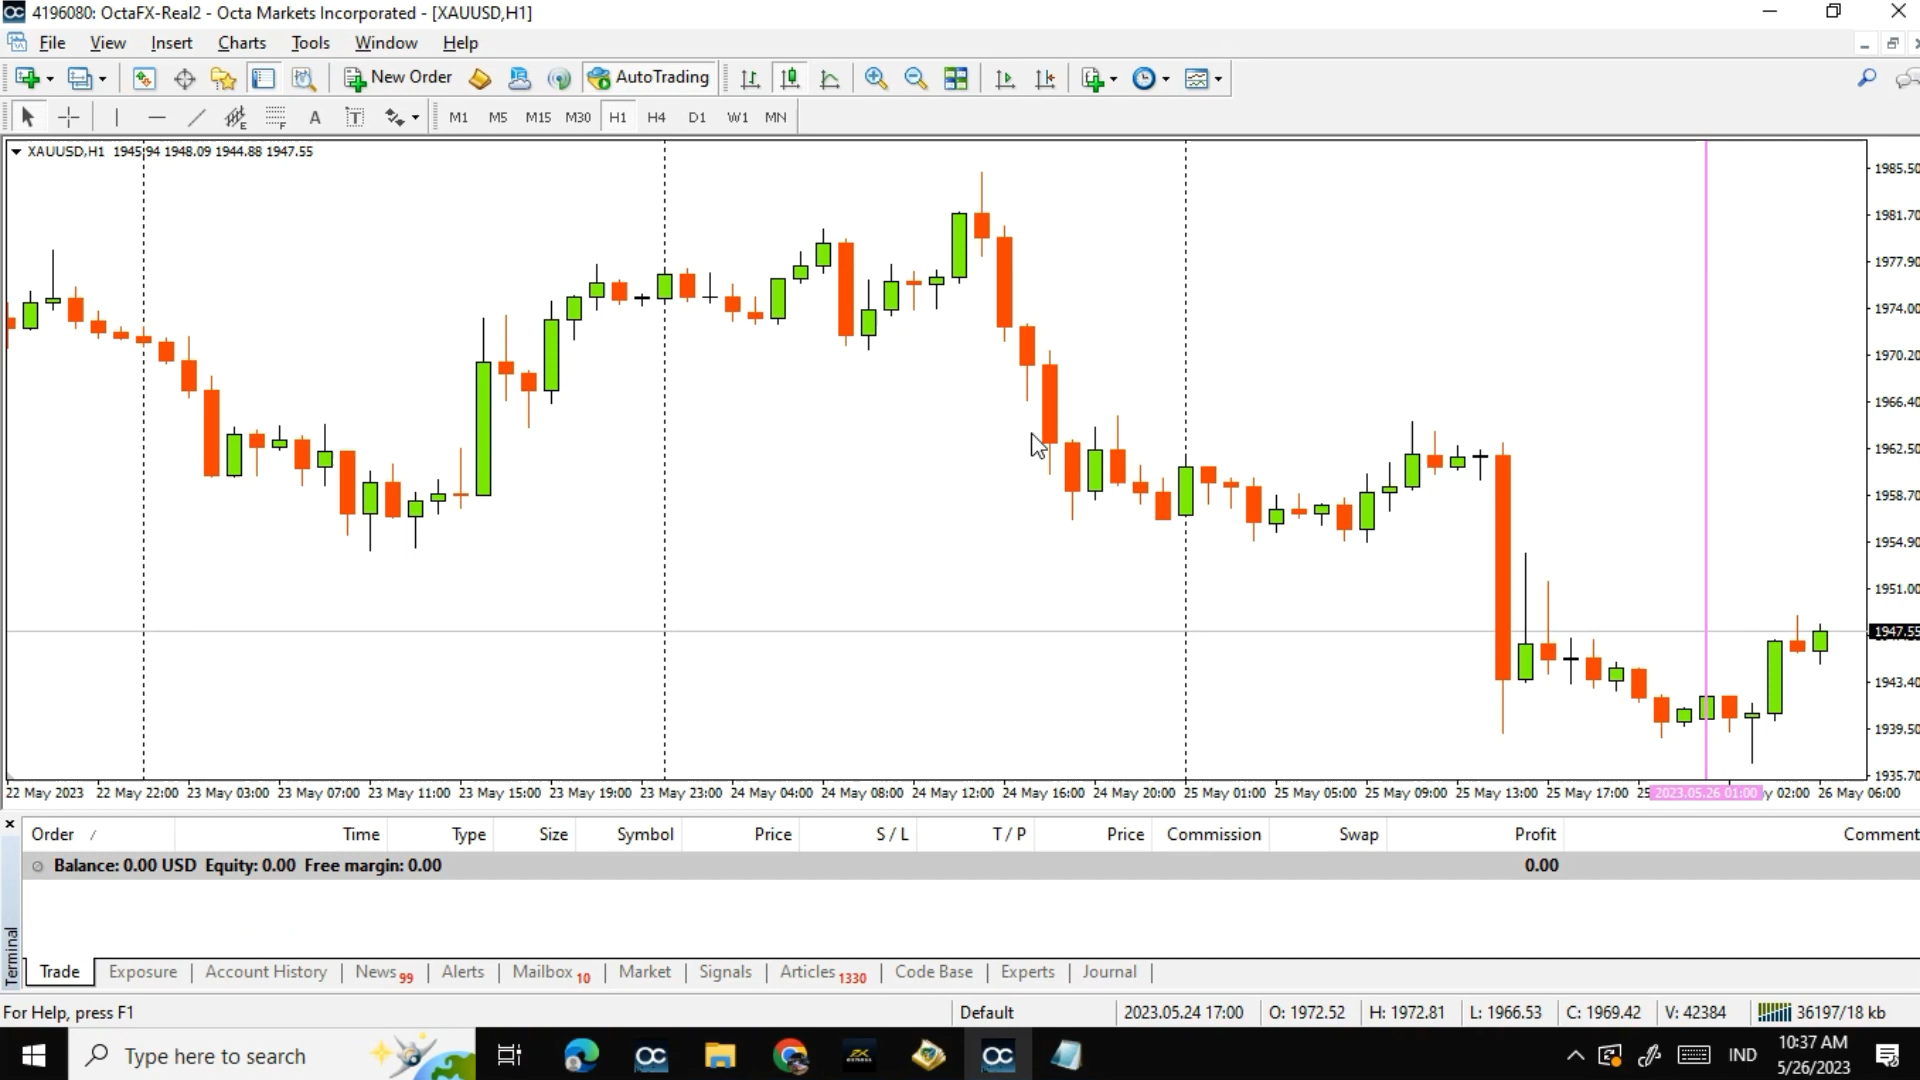 4196080: OctaFX-Real2 - Octa Markets Incorporated - [XAUUSD,H1]
File View Insert Charts Tools Window Help
New Order AutoTrading
E F A T M1 M5 M15 M30 H1 H4 D1 W1 MN
XAUUSD,H1 1945.94 1948.09 1944.88 1947.55
1985.50
1981.70
1977.90
1974.00
1970.20
1966.40
1962.50
1958.70
1954.90
1951.00
1947.55
1943.40
1939.50
1935.70
22 May 2023 22 May 22:00 23 May 03:00 23 May 07:00 23 May 11:00 23 May 15:00 23 May 19:00 23 May 23:00 24 May 04:00 24 May 08:00 24 May 12:00 24 May 16:00 24 May 20:00 25 May 01:00 25 May 05:00 25 May 09:00 25 May 13:00 25 May 17:00 25 2023.05.26 01:00 y 02:00 26 May 06:00
Order / Time Type Size Symbol Price S / L T / P Price Commission Swap Profit Comment
Balance: 0.00 USD Equity: 0.00 Free margin: 0.00 0.00
Terminal
Trade Exposure Account History News 99 Alerts Mailbox 10 Market Signals Articles 1330 Code Base Experts Journal
For Help, press F1 Default 2023.05.24 17:00 O: 1972.52 H: 1972.81 L: 1966.53 C: 1969.42 V: 42384 36197/18 kb
Type here to search IND 10:37 AM
5/26/2023